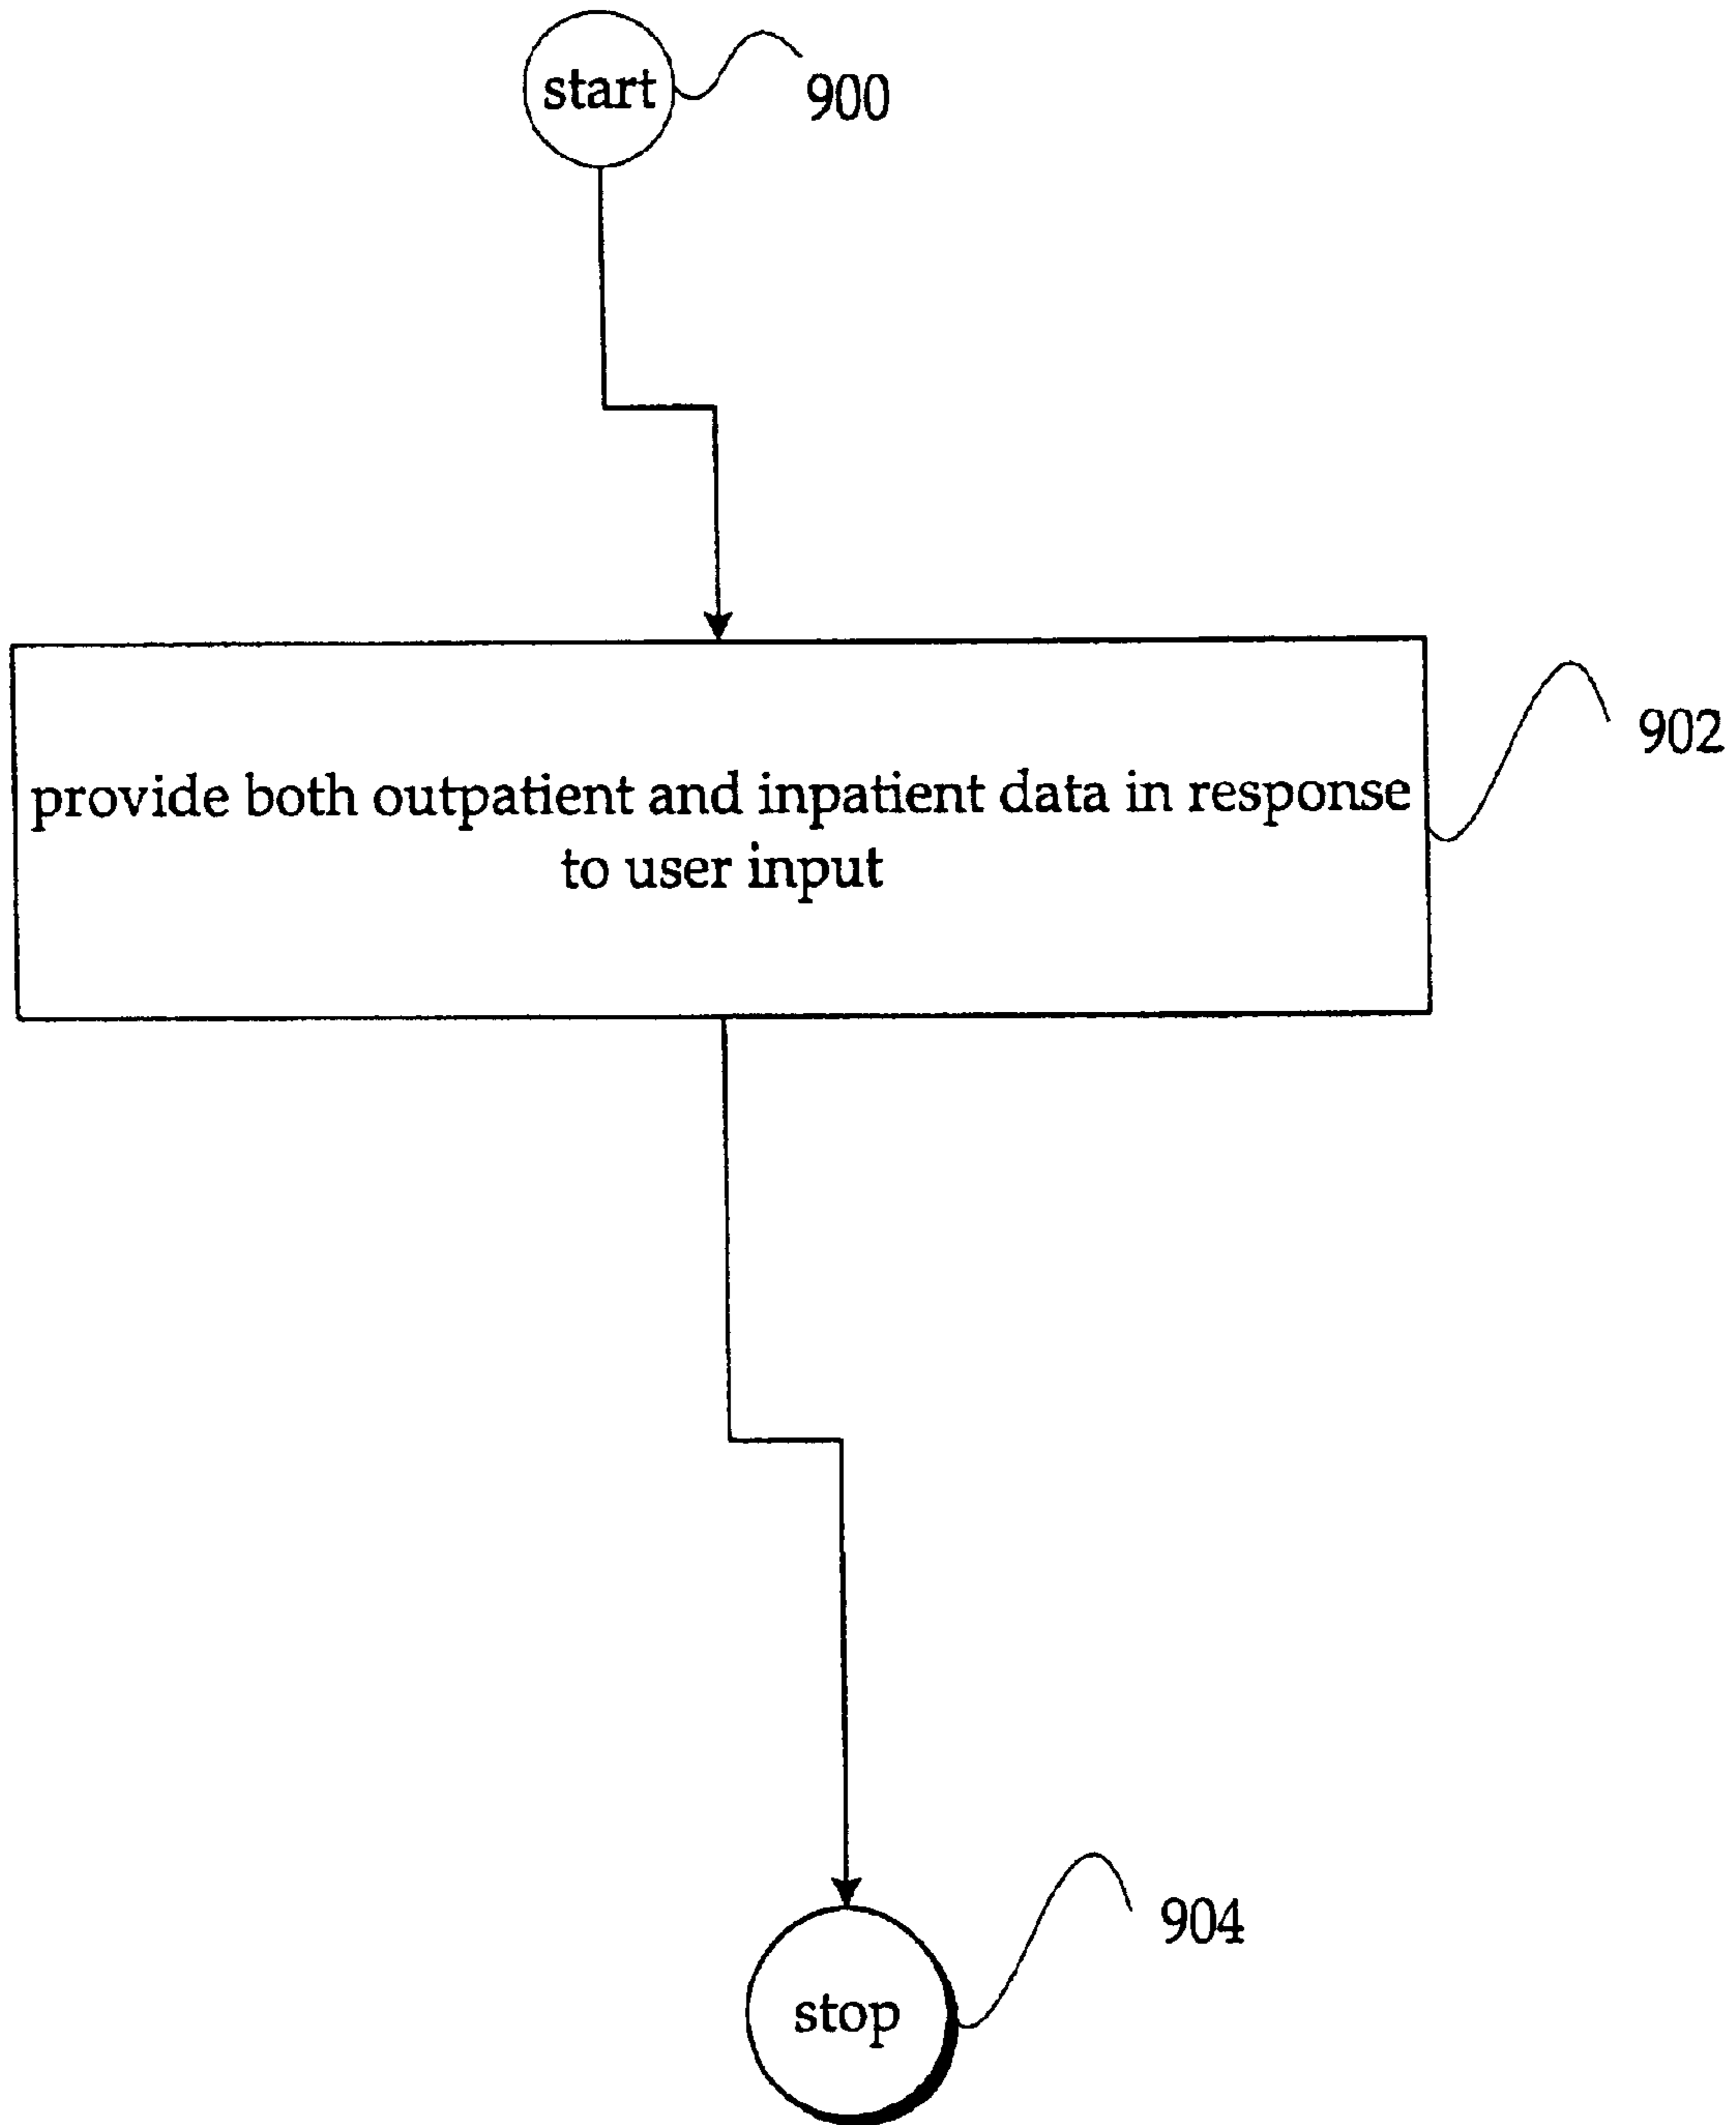 start
900
902
provide both outpatient and inpatient data in response
to user input
904
stop